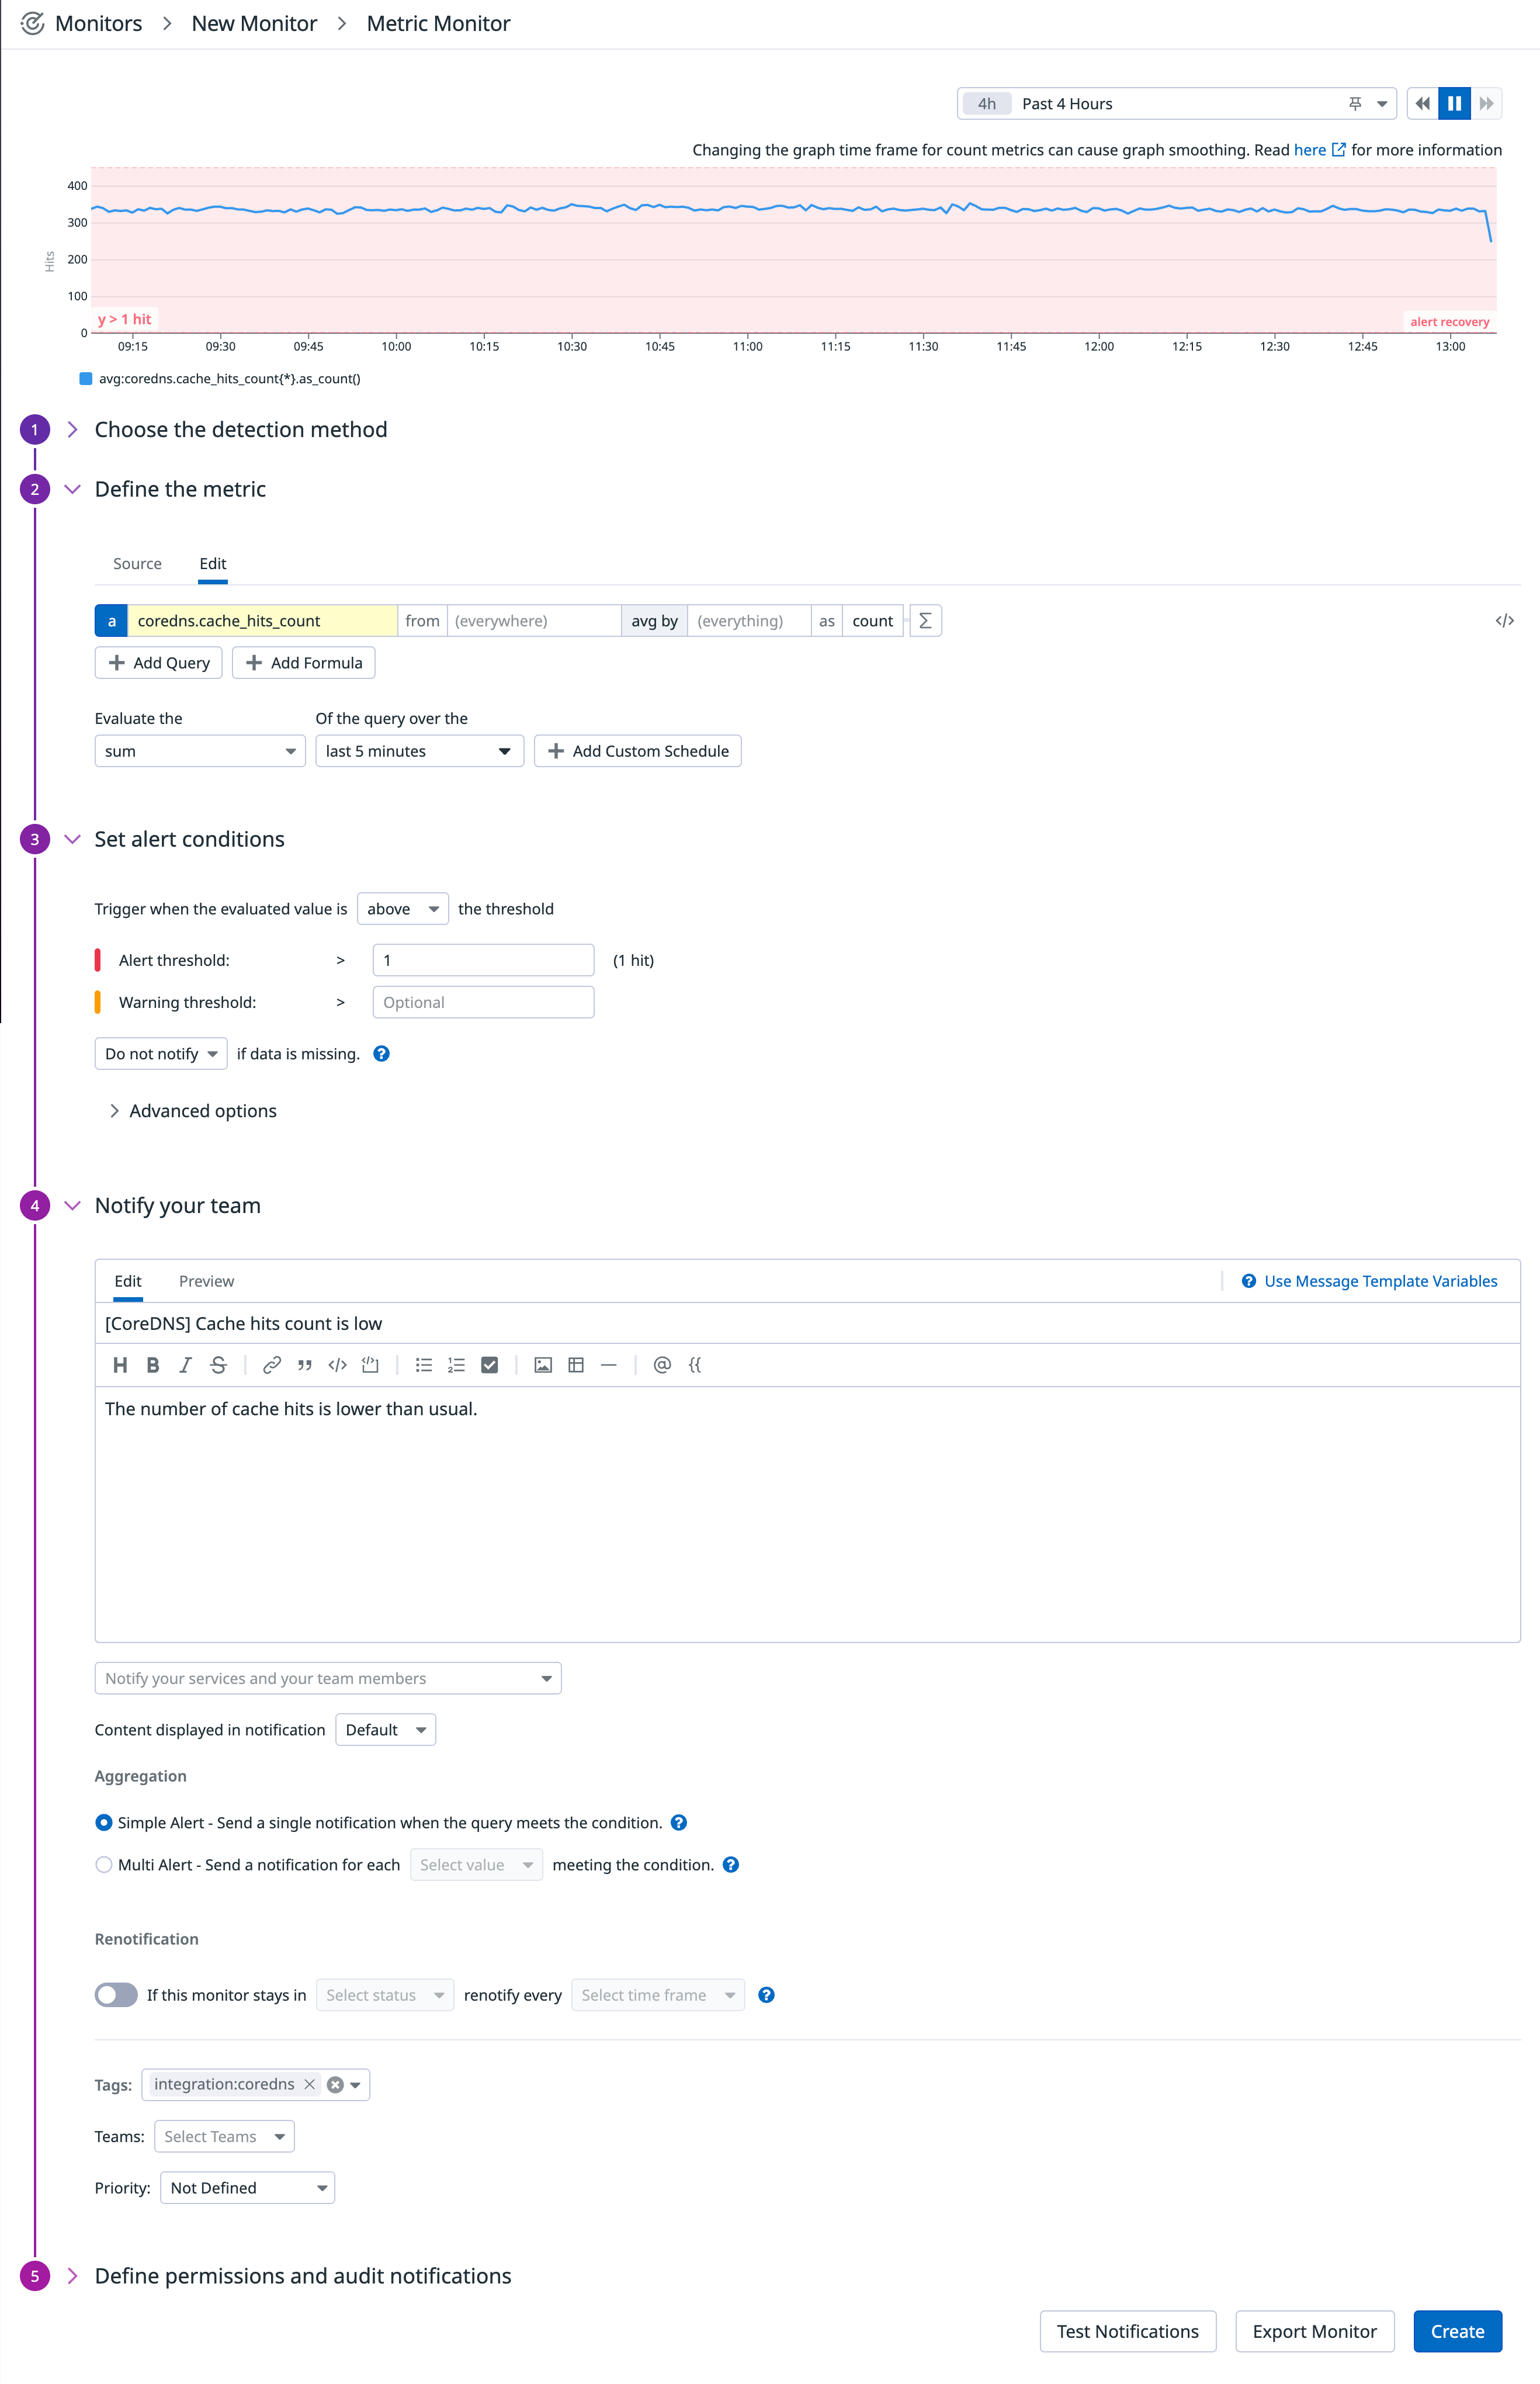 Monitors > New Monitor > Metric Monitor
4h Past 4 Hours
Changing the graph time frame for count metrics can cause graph smoothing. Read here for more information
Hits
400
300
200
100
0
y > 1 hit
alert recovery
09:15 09:30 09:45 10:00 10:15 10:30 10:45 11:00 11:15 11:30 11:45 12:00 12:15 12:30 12:45 13:00
avg:coredns.cache_hits_count{*}.as_count()
1 Choose the detection method
2 Define the metric
Source Edit
a coredns.cache_hits_count from (everywhere) avg by (everything) as count Σ </>
+ Add Query + Add Formula
Evaluate the Of the query over the
sum last 5 minutes + Add Custom Schedule
3 Set alert conditions
Trigger when the evaluated value is above the threshold
Alert threshold: > 1 (1 hit)
Warning threshold: > Optional
Do not notify if data is missing. ?
Advanced options
4 Notify your team
Edit Preview ? Use Message Template Variables
[CoreDNS] Cache hits count is low
H B I S </> @ {{
The number of cache hits is lower than usual.
Notify your services and your team members
Content displayed in notification Default
Aggregation
Simple Alert - Send a single notification when the query meets the condition. ?
Multi Alert - Send a notification for each Select value meeting the condition. ?
Renotification
If this monitor stays in Select status renotify every Select time frame ?
Tags: integration:coredns
Teams: Select Teams
Priority: Not Defined
5 Define permissions and audit notifications
Test Notifications Export Monitor Create